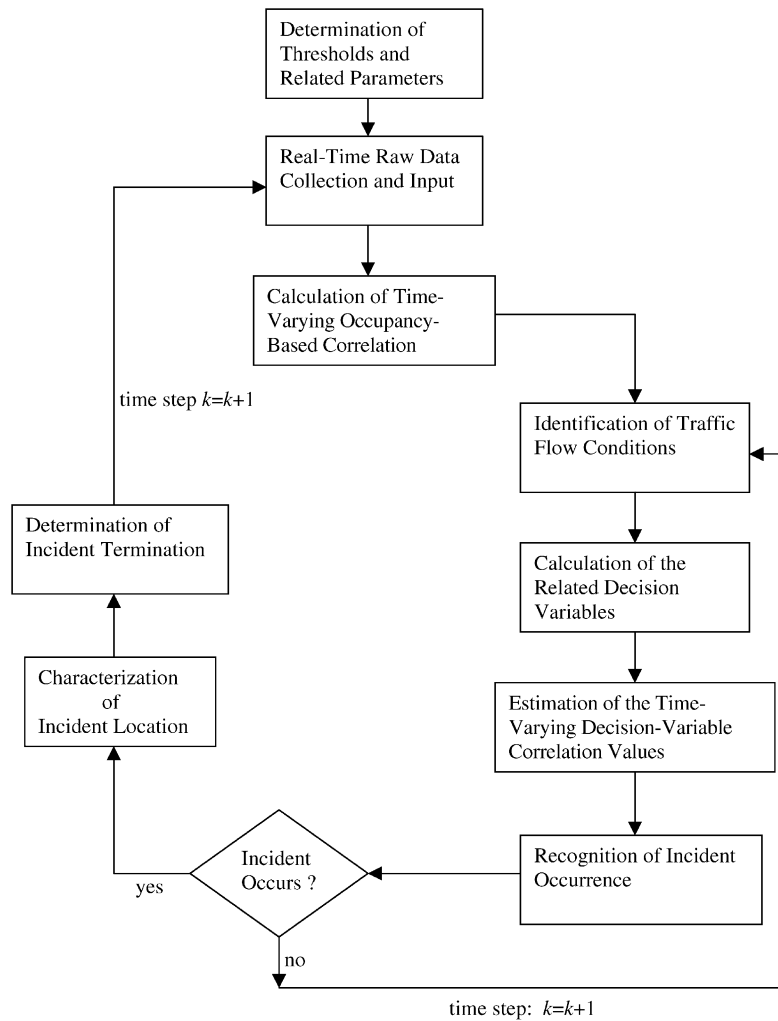 Determination of
Thresholds and
Related Parameters
Real-Time Raw Data
Collection and Input
Calculation of Time-
Varying Occupancy-
Based Correlation
time step k=k+1
Identification of Traffic
Flow Conditions
Determination of
Incident Termination
Calculation of the
Related Decision
Variables
Characterization
of
Incident Location
Estimation of the Time-
Varying Decision-Variable
Correlation Values
Incident
Occurs ?
Recognition of Incident
Occurrence
yes
no
time step: k=k+1